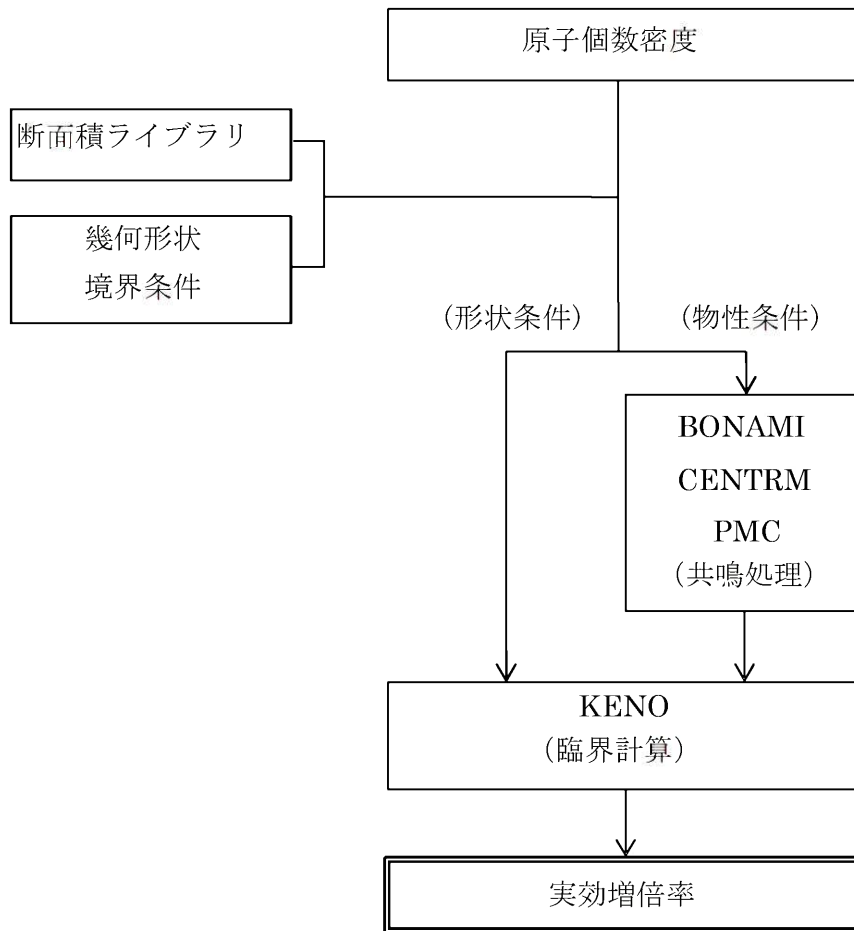 原子個数密度
断面積ライブラリ
幾何形状
境界条件
(形状条件)
(物性条件)
BONAMI
CENTRM
PMC
(共鳴処理)
KENO
(臨界計算)
実効増倍率